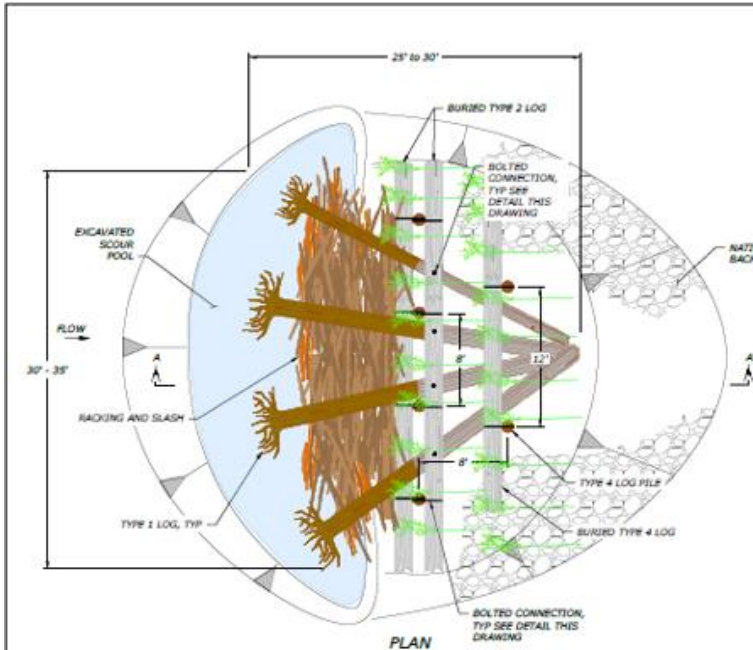 25' to 30'
BURIED TYPE 2 LOG
BOLTED
CONNECTION,
TYP SEE
DETAIL THIS
DRAWING
EXCAVATED
SCOUR
POOL
FLOW
30' - 35'
A
A
8'
12'
8'
RACKING AND SLASH
TYPE 1 LOG, TYP
TYPE 4 LOG PILE
BURIED TYPE 4 LOG
BOLTED CONNECTION,
TYP SEE DETAIL THIS
DRAWING
PLAN